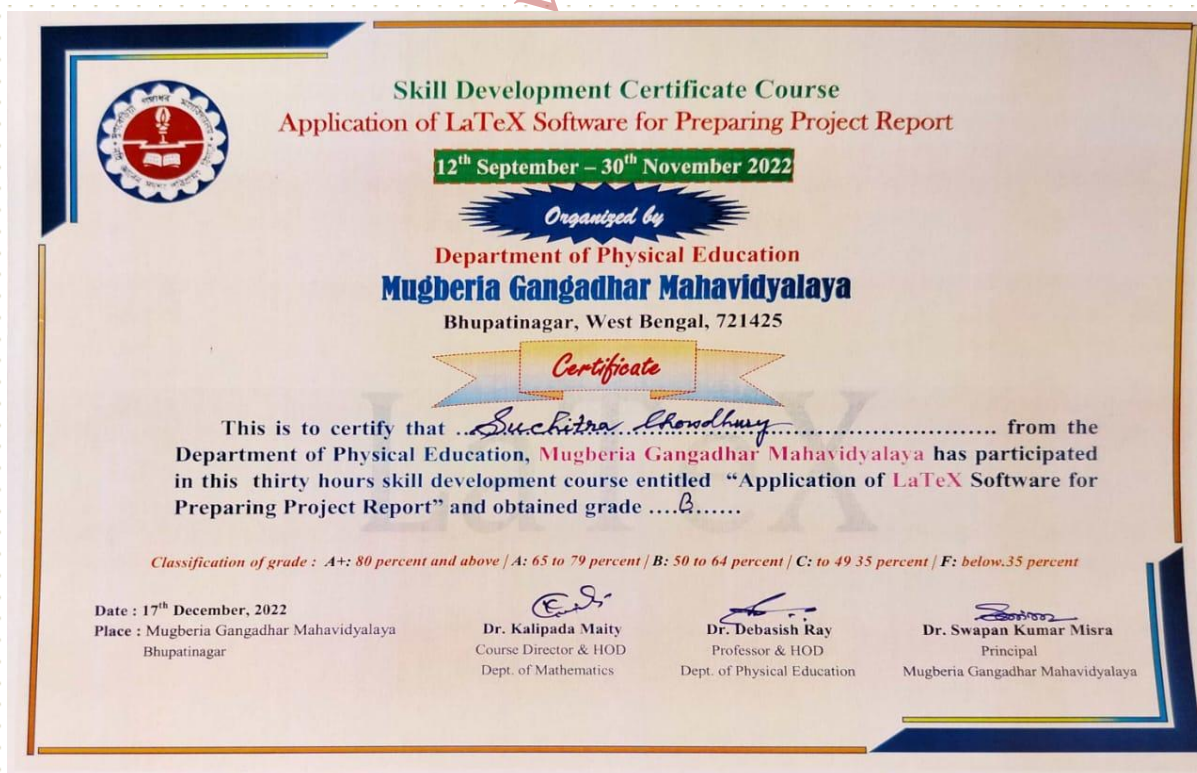 Skill Development Certificate Course
Application of LaTeX Software for Preparing Project Report
12th September – 30th November 2022
Organized by
Department of Physical Education
Mugberia Gangadhar Mahavidyalaya
Bhupatinagar, West Bengal, 721425
Certificate
LaTeX
This is to certify that ..Suchitra Chowdhury.............................. from the
Department of Physical Education, Mugberia Gangadhar Mahavidyalaya has participated
in this thirty hours skill development course entitled “Application of LaTeX Software for
Preparing Project Report” and obtained grade ....B......
Classification of grade : A+: 80 percent and above / A: 65 to 79 percent / B: 50 to 64 percent / C: to 49 35 percent / F: below.35 percent
Date : 17th December, 2022
Place : Mugberia Gangadhar Mahavidyalaya
Bhupatinagar
Dr. Kalipada Maity
Course Director & HOD
Dept. of Mathematics
Dr. Debasish Ray
Professor & HOD
Dept. of Physical Education
Dr. Swapan Kumar Misra
Principal
Mugberia Gangadhar Mahavidyalaya